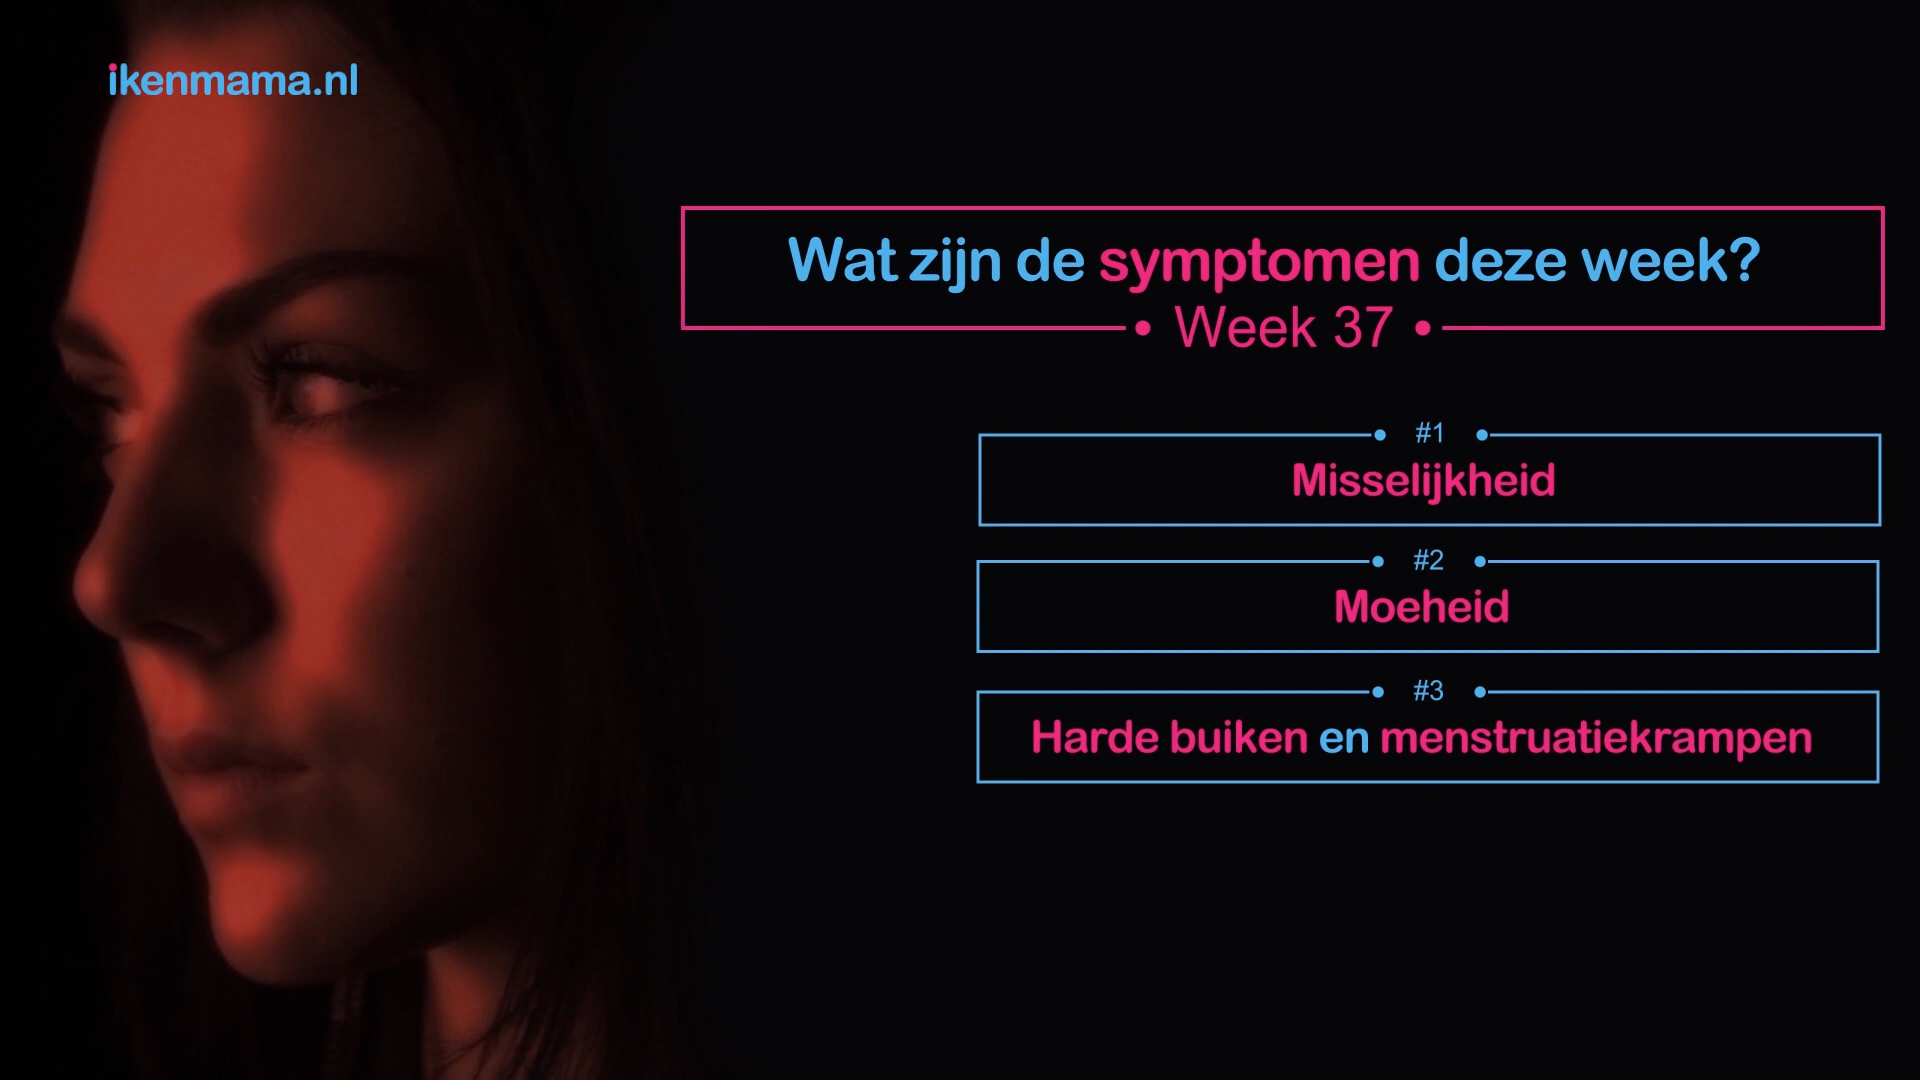 ikenmama.nl
Wat zijn de symptomen deze week?
• Week 37 •
#1
Misselijkheid
#2
Moeheid
#3
Harde buiken en menstruatiekrampen